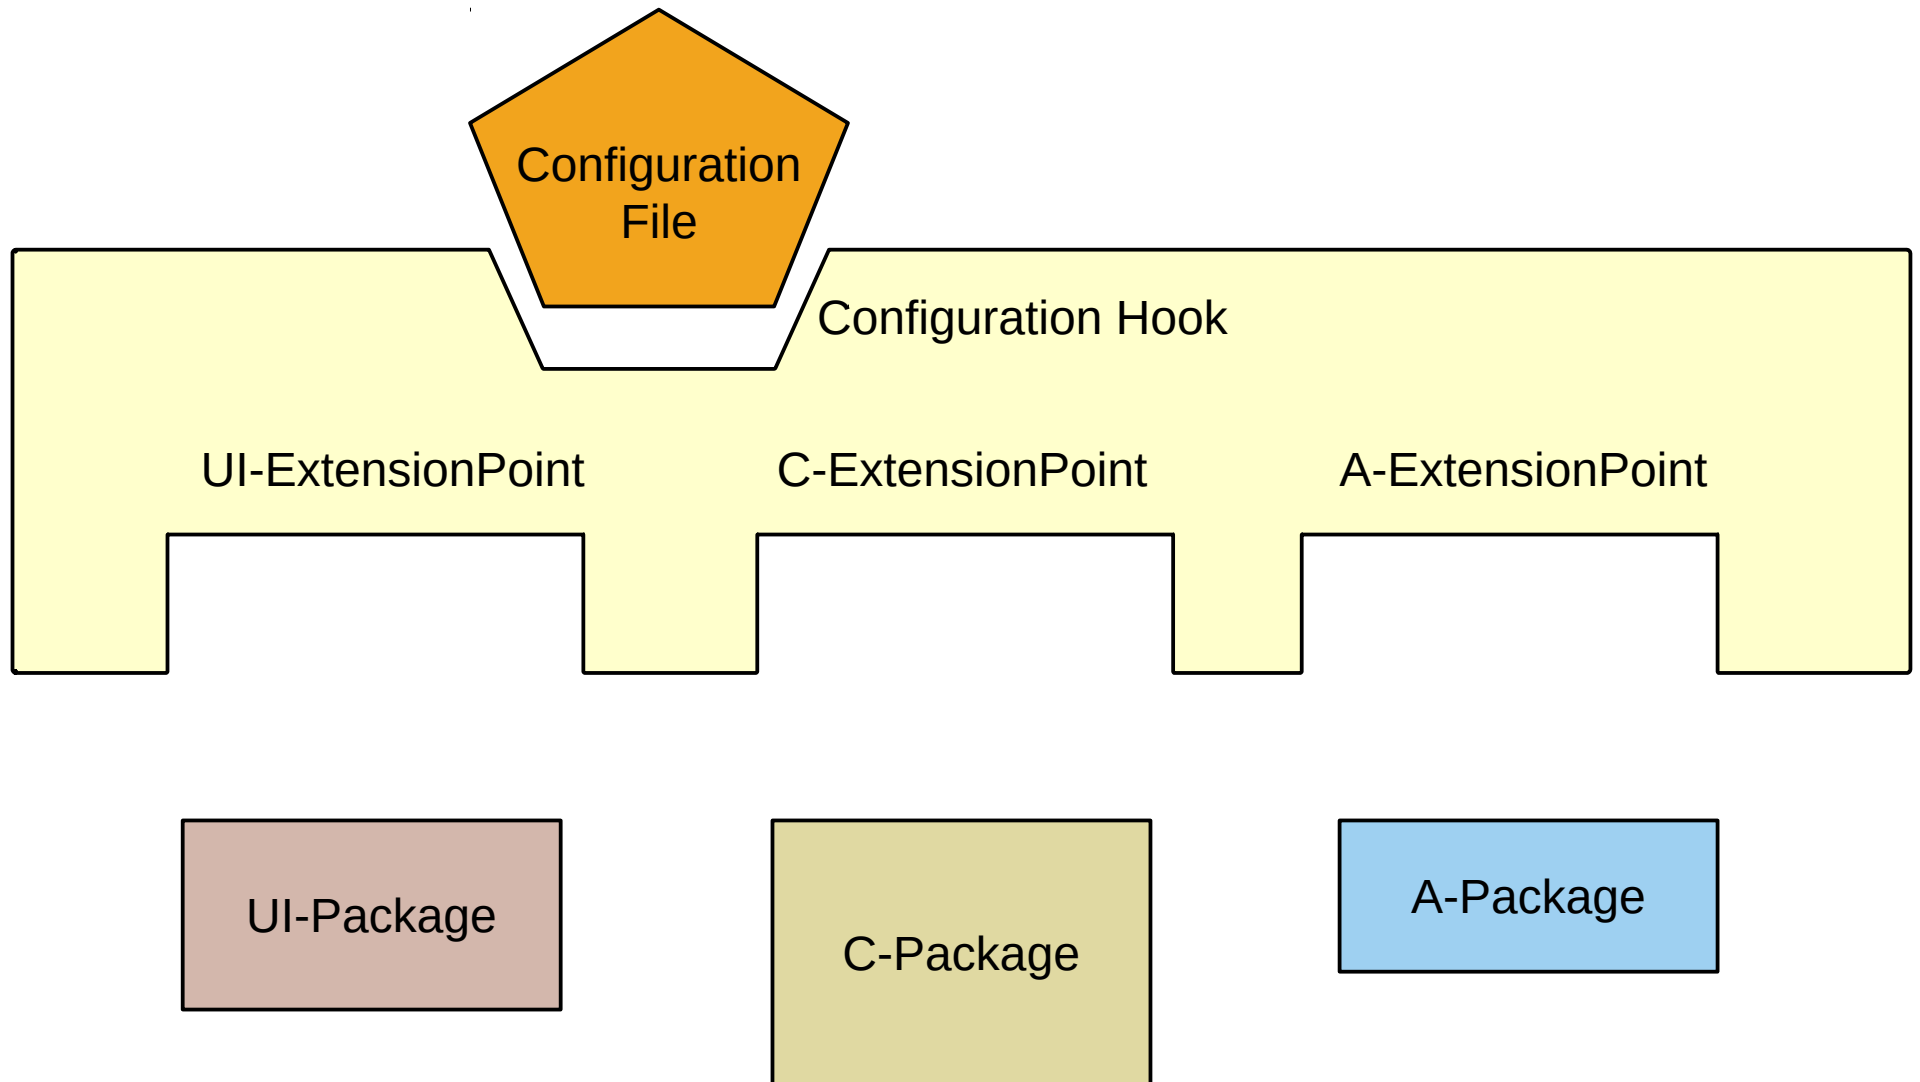 Configuration
File
Configuration Hook
UI-ExtensionPoint
C-ExtensionPoint
A-ExtensionPoint
UI-Package
C-Package
A-Package